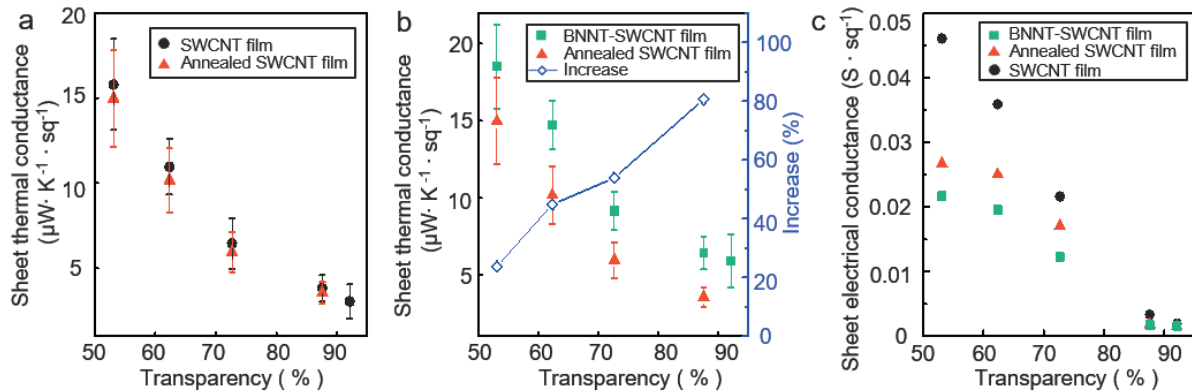 a
Sheet thermal conductance
(μW· K⁻¹ · sq⁻¹)
20
15
10
5
SWCNT film
Annealed SWCNT film
50 60 70 80 90
Transparency ( % )
b
Sheet thermal conductance
(μW· K⁻¹ · sq⁻¹)
20
15
10
5
BNNT-SWCNT film
Annealed SWCNT film
Increase
100
80
60
40
20
0
Increase (%)
50 60 70 80 90
Transparency ( % )
c
Sheet electrical conductance (S · sq⁻¹)
0.05
0.04
0.03
0.02
0.01
0
BNNT-SWCNT film
Annealed SWCNT film
SWCNT film
50 60 70 80 90
Transparency ( % )